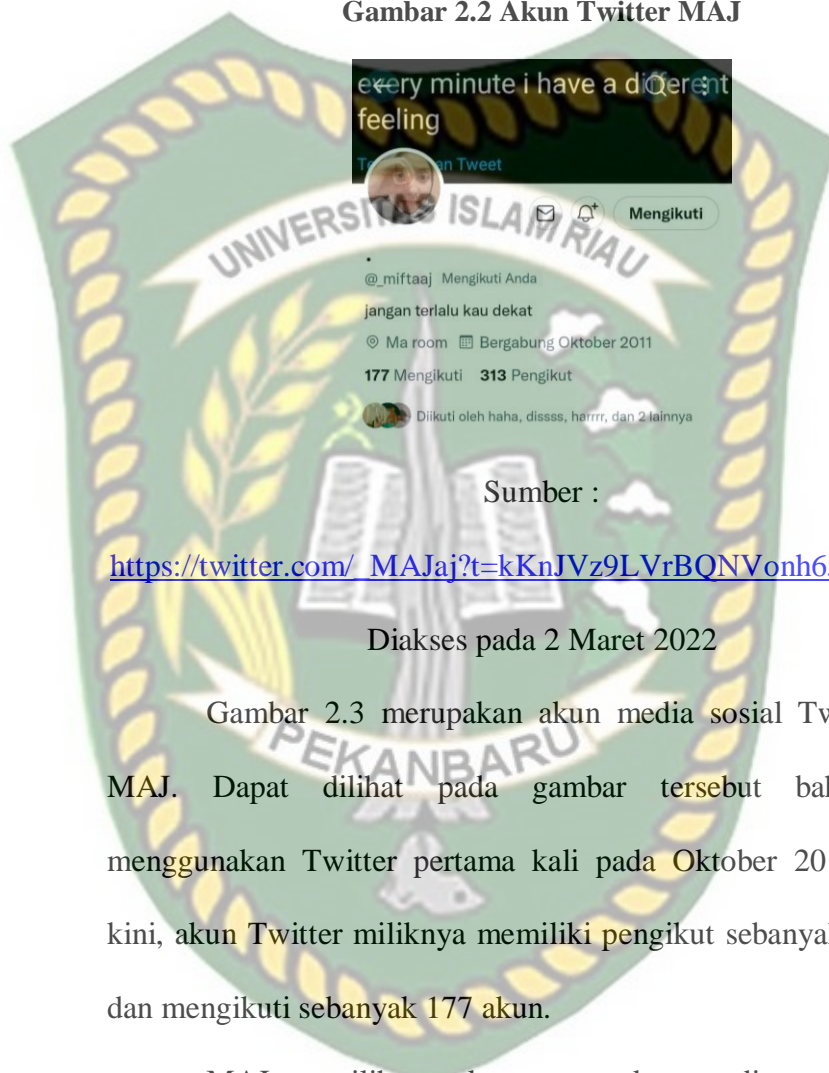 Gambar 2.2 Akun Twitter MAJ
every minute i have a different
feeling
an Tweet
Mengikuti
UNIVERSITAS ISLAM RIAU
.
@_miftaaj Mengikuti Anda
jangan terlalu kau dekat
Ma room Bergabung Oktober 2011
177 Mengikuti 313 Pengikut
Diikuti oleh haha, dissss, harrrr, dan 2 lainnya
Sumber :
https://twitter.com/_MAJaj?t=kKnJVz9LVrBQNVonh6
Diakses pada 2 Maret 2022
Gambar 2.3 merupakan akun media sosial Tw
MAJ. Dapat dilihat pada gambar tersebut bal
menggunakan Twitter pertama kali pada Oktober 20
kini, akun Twitter miliknya memiliki pengikut sebanyak
dan mengikuti sebanyak 177 akun.
PEKANBARU